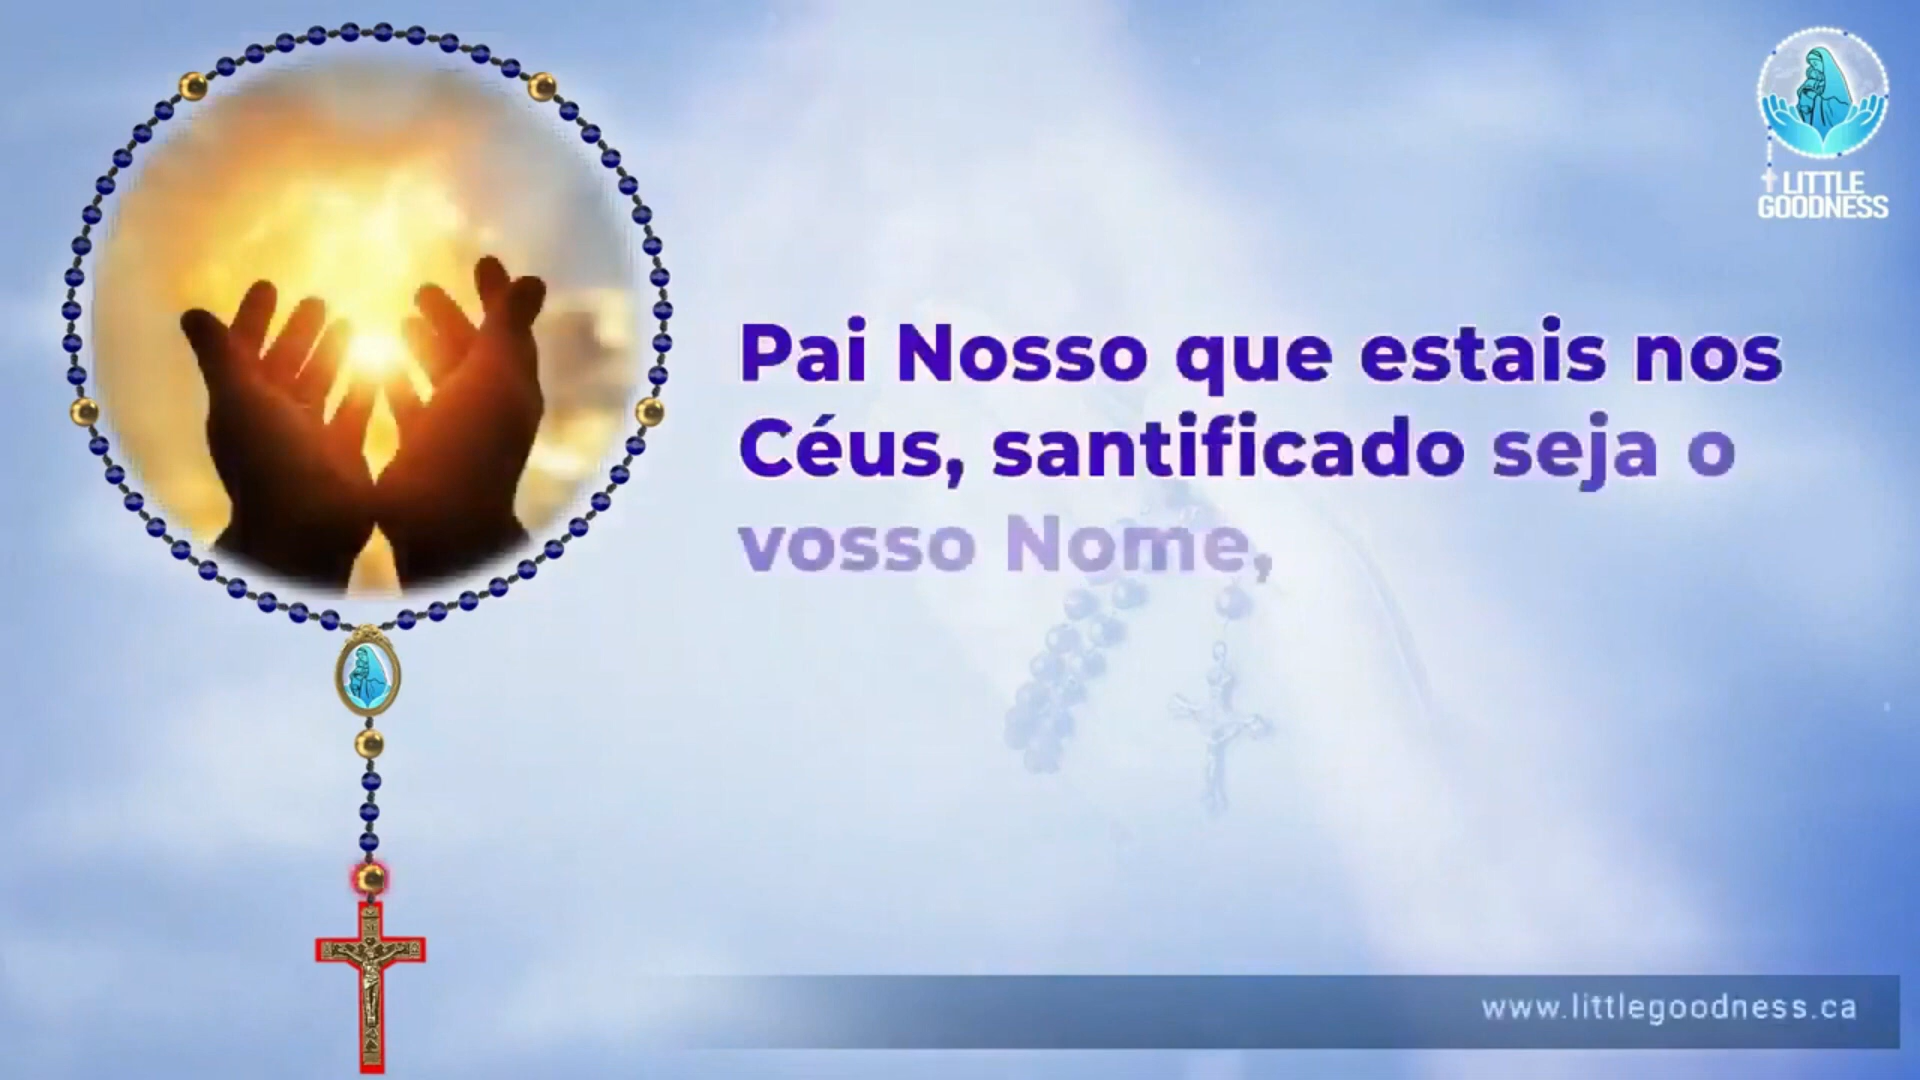 LITTLE
GOODNESS
Pai Nosso que estais nos
Céus, santificado seja o
vosso Nome,
www.littlegoodness.ca